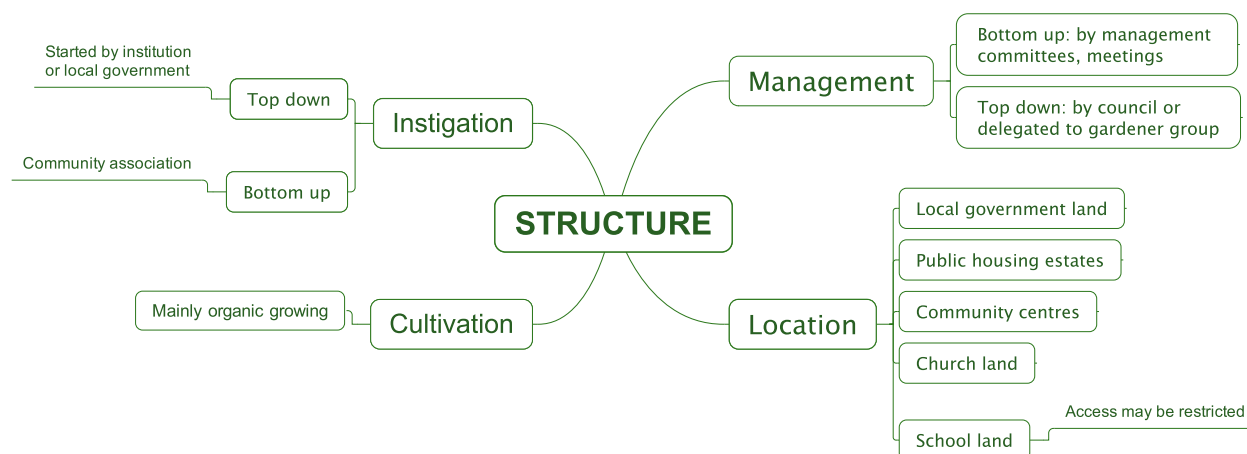 STRUCTURE
Instigation
Top down
Started by institution
or local government
Bottom up
Community association
Cultivation
Mainly organic growing
Management
Bottom up: by management
committees, meetings
Top down: by council or
delegated to gardener group
Location
Local government land
Public housing estates
Community centres
Church land
School land
Access may be restricted